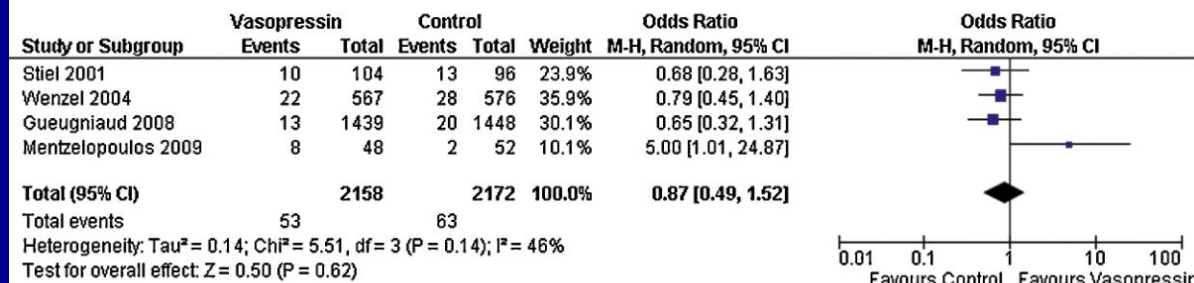 Vasopressin Control Odds Ratio Odds Ratio
Study or Subgroup Events Total Events Total Weight M-H, Random, 95% CI M-H, Random, 95% CI
Stiel 2001 10 104 13 96 23.9% 0.68 [0.28, 1.63]
Wenzel 2004 22 567 28 576 35.9% 0.79 [0.45, 1.40]
Gueugniaud 2008 13 1439 20 1448 30.1% 0.65 [0.32, 1.31]
Mentzelopoulos 2009 8 48 2 52 10.1% 5.00 [1.01, 24.87]
Total (95% CI) 2158 2172 100.0% 0.87 [0.49, 1.52]
Total events 53 63
Heterogeneity: Tau² = 0.14; Chi² = 5.51, df = 3 (P = 0.14); I² = 46%
Test for overall effect: Z = 0.50 (P = 0.62)
0.01 0.1 1 10 100
Favours Control Favours Vasopressin